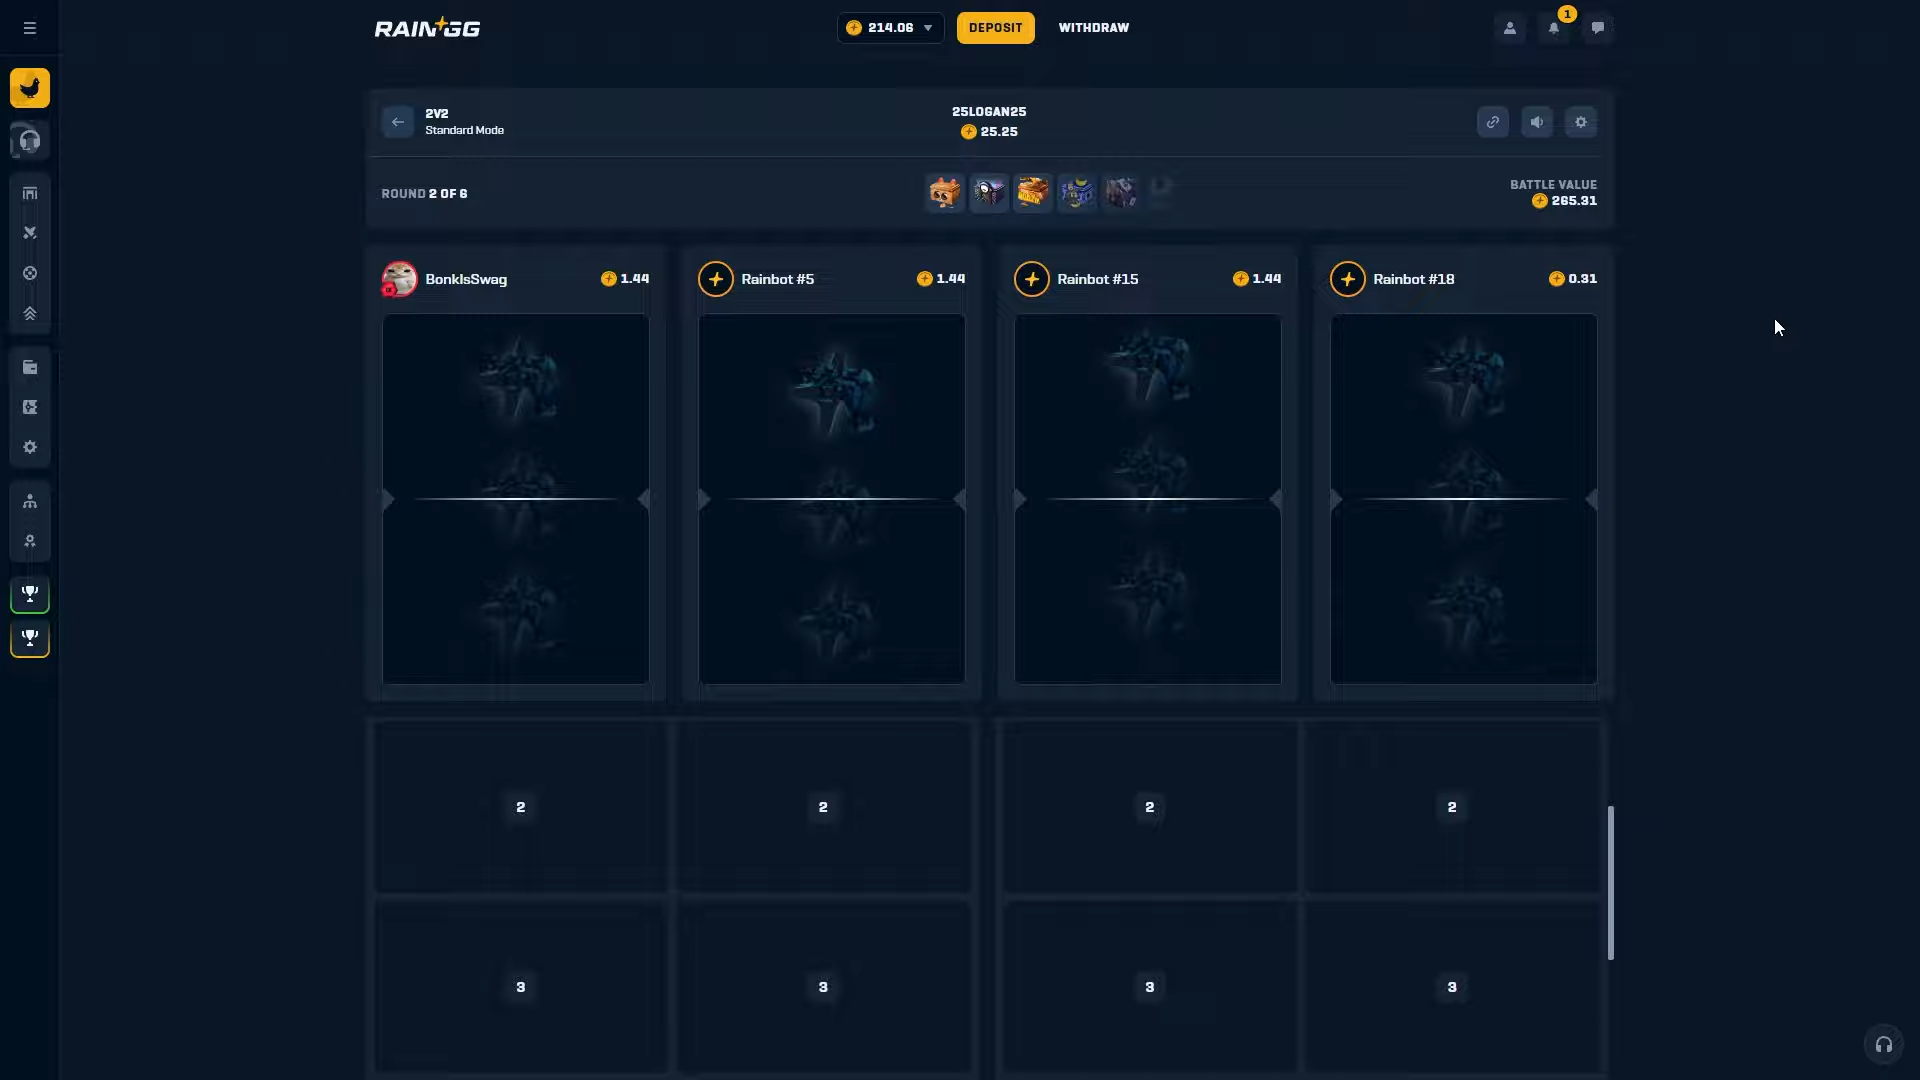 RAIN GG
214.06
DEPOSIT
WITHDRAW
1
2V2
Standard Mode
25LOGAN25
25.25
ROUND 2 OF 6
BATTLE VALUE
265.31
BonkIsSwag
1.44
Rainbot #5
1.44
Rainbot #15
1.44
Rainbot #18
0.31
2
2
2
2
3
3
3
3